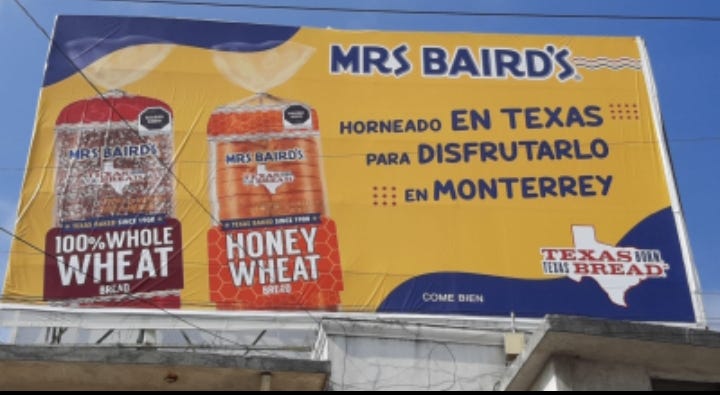 MRS BAIRD'S
HORNEADO EN TEXAS
PARA DISFRUTARLO
EN MONTERREY
MRS BAIRD'S
TEXAS BAKED SINCE 1908
100% WHOLE
WHEAT
BREAD
MRS BAIRD'S
TEXAS BAKED SINCE 1908
HONEY
WHEAT
BREAD
TEXAS BORN
TEXAS BREAD
COME BIEN